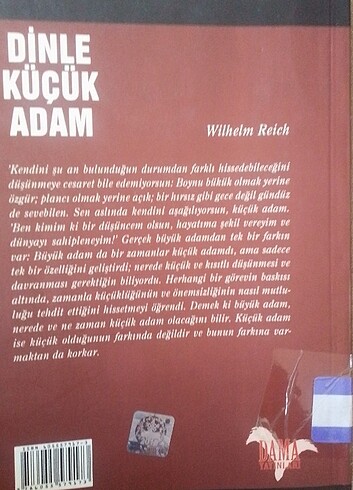 DİNLE
KÜÇÜK
ADAM
Wilhelm Reich
'Kendini şu an bulunduğun durumdan farklı hissedebileceğini
düşünmeye cesaret bile edemiyorsun: Boynu bükük olmak yerine
özgür; plancı olmak yerine açık; bir hırsız gibi gece değil gündüz
de sevebilen. Sen aslında kendini aşağılıyorsun, küçük adam.
'Ben kimim ki bir düşüncem olsun, hayatıma şekil vereyim ve
dünyayı sahipleneyim!' Gerçek büyük adamdan tek bir farkın
var: Büyük adam da bir zamanlar küçük adamdı, ama sadece
tek bir özelliğini geliştirdi; nerede küçük ve kısıtlı düşünmesi ve
davranması gerektiğin biliyordu. Herhangi bir görevin baskısı
altında, zamanla küçüklüğünün ve önemsizliğinin nasıl mutlu-
luğu tehdit ettiğini hissetmeyi öğrendi. Demek ki büyük adam,
nerede ve ne zaman küçük adam olacağını bilir. Küçük adam
ise küçük olduğunun farkında değildir ve bunun farkına var-
maktan da korkar.
DAMA
YAYINLARI